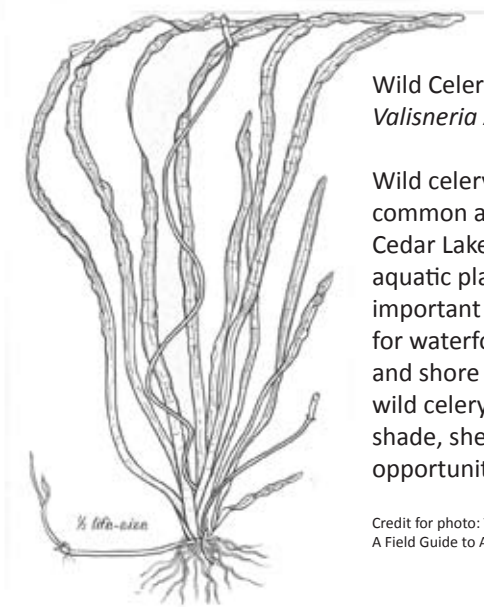 Wild Celer
Valisneria
Wild celery
common a
Cedar Lake
aquatic pla
important
for waterfo
and shore
wild celery
shade, she
opportunit
Credit for photo:
A Field Guide to A
½ life-size